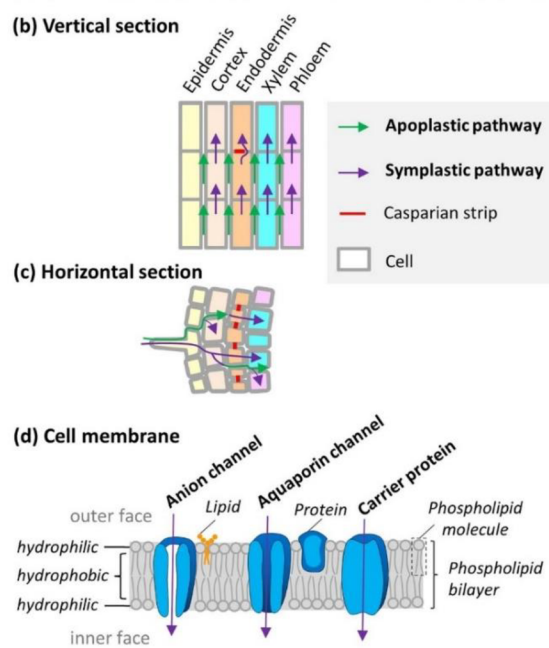 (b) Vertical section
Epidermis
Cortex
Endodermis
Xylem
Phloem
Apoplastic pathway
Symplastic pathway
Casparian strip
Cell
(c) Horizontal section
(d) Cell membrane
Anion channel
Lipid
Aquaporin channel
Protein
Carrier protein
Phospholipid
molecule
outer face
hydrophilic
hydrophobic
hydrophilic
Phospholipid
bilayer
inner face